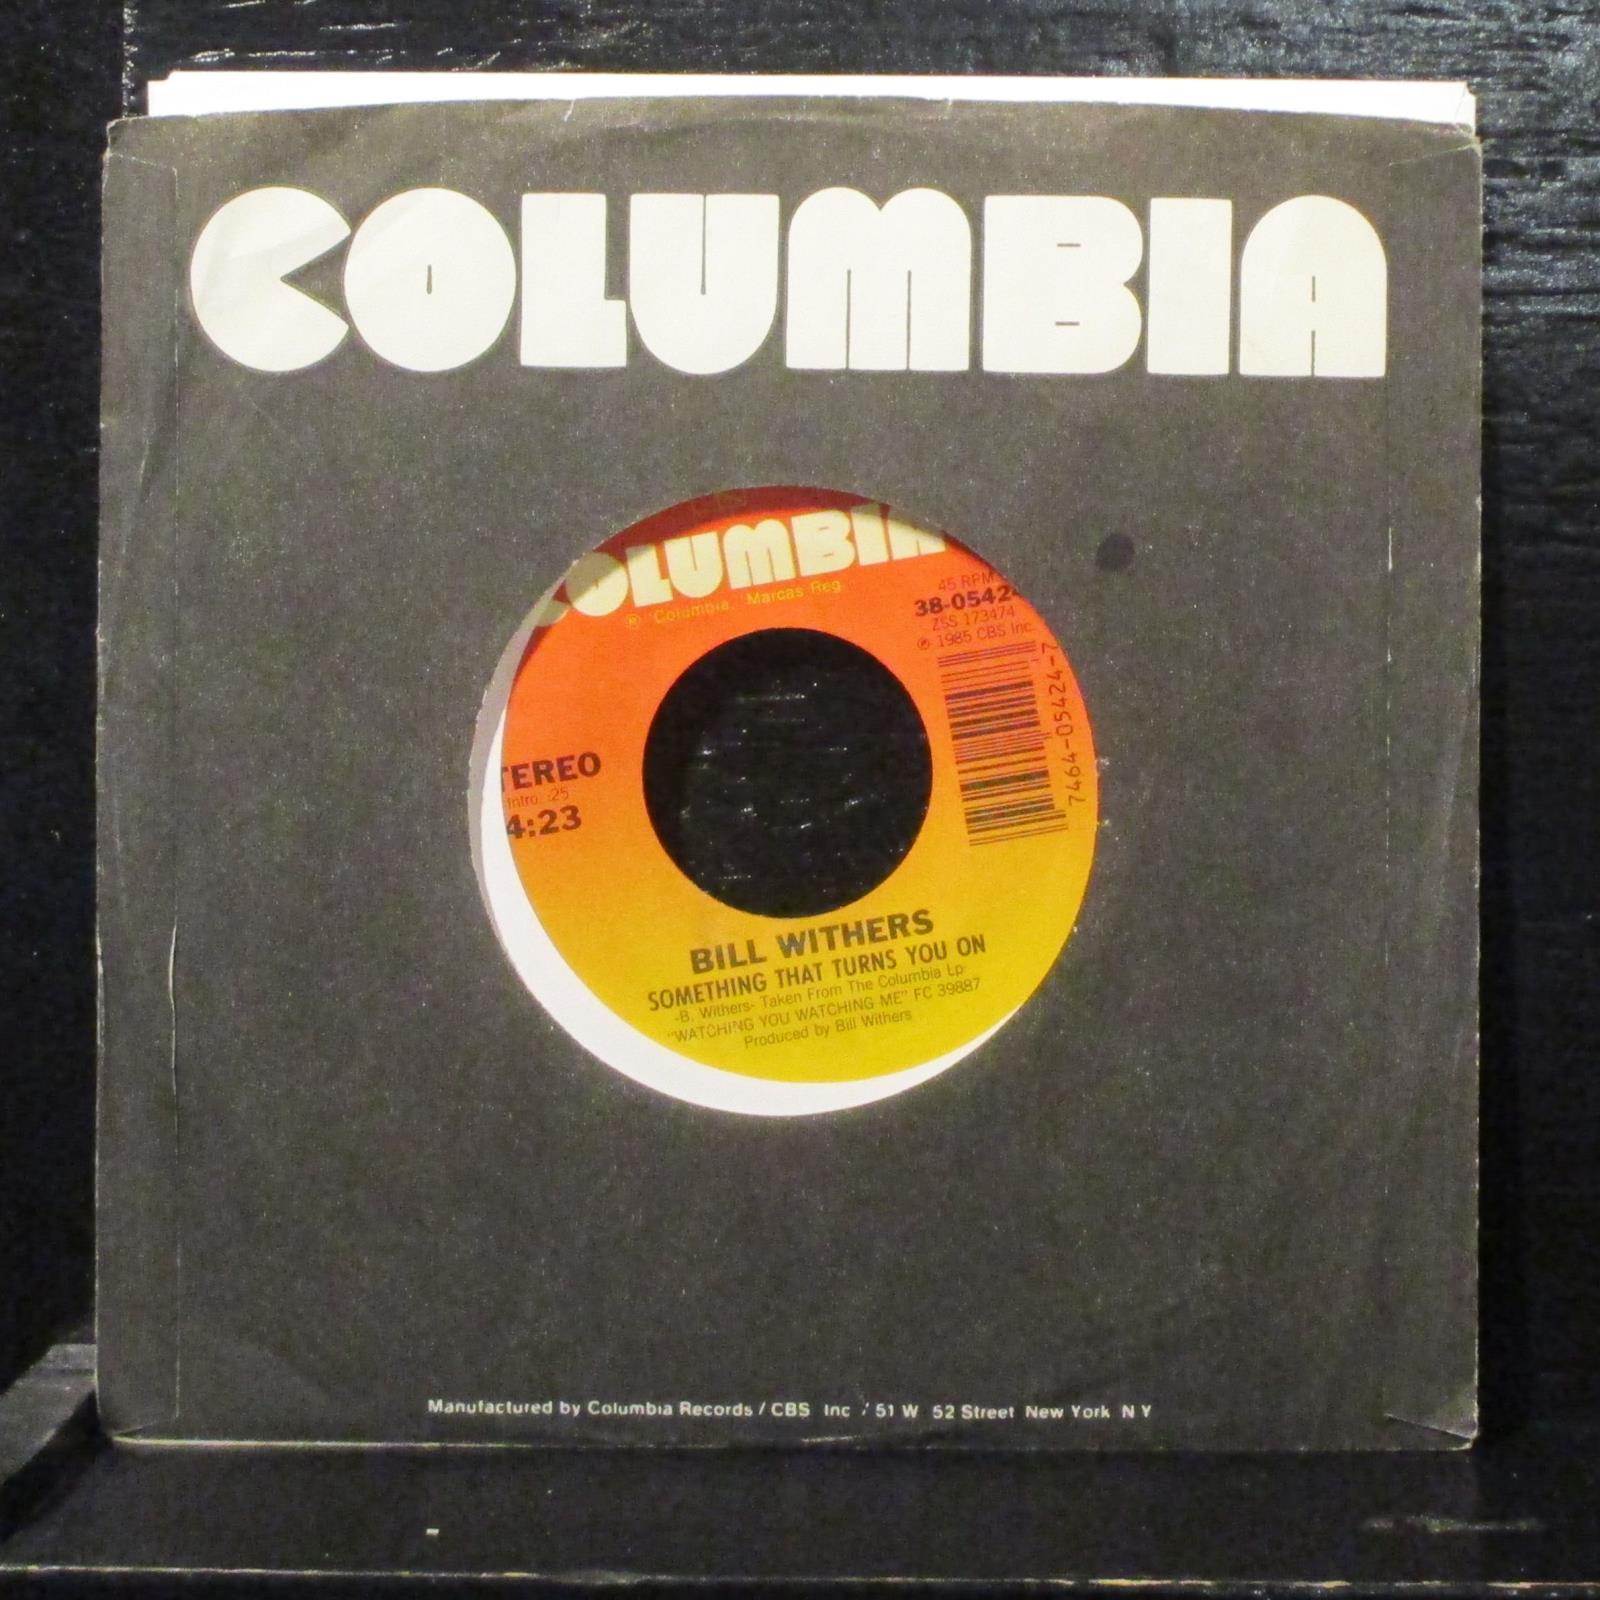 COLUMBIA
COLUMBIA
® "Columbia," Marcas Reg.
45 RPM
38-05424
ZSS 173474
℗ 1985 CBS Inc.
7464-05424-7
STEREO
Intro. :25
4:23
BILL WITHERS
SOMETHING THAT TURNS YOU ON
-B. Withers- Taken From The Columbia Lp
"WATCHING YOU WATCHING ME" FC 39887
Produced by Bill Withers
Manufactured by Columbia Records / CBS Inc / 51 W 52 Street New York N Y